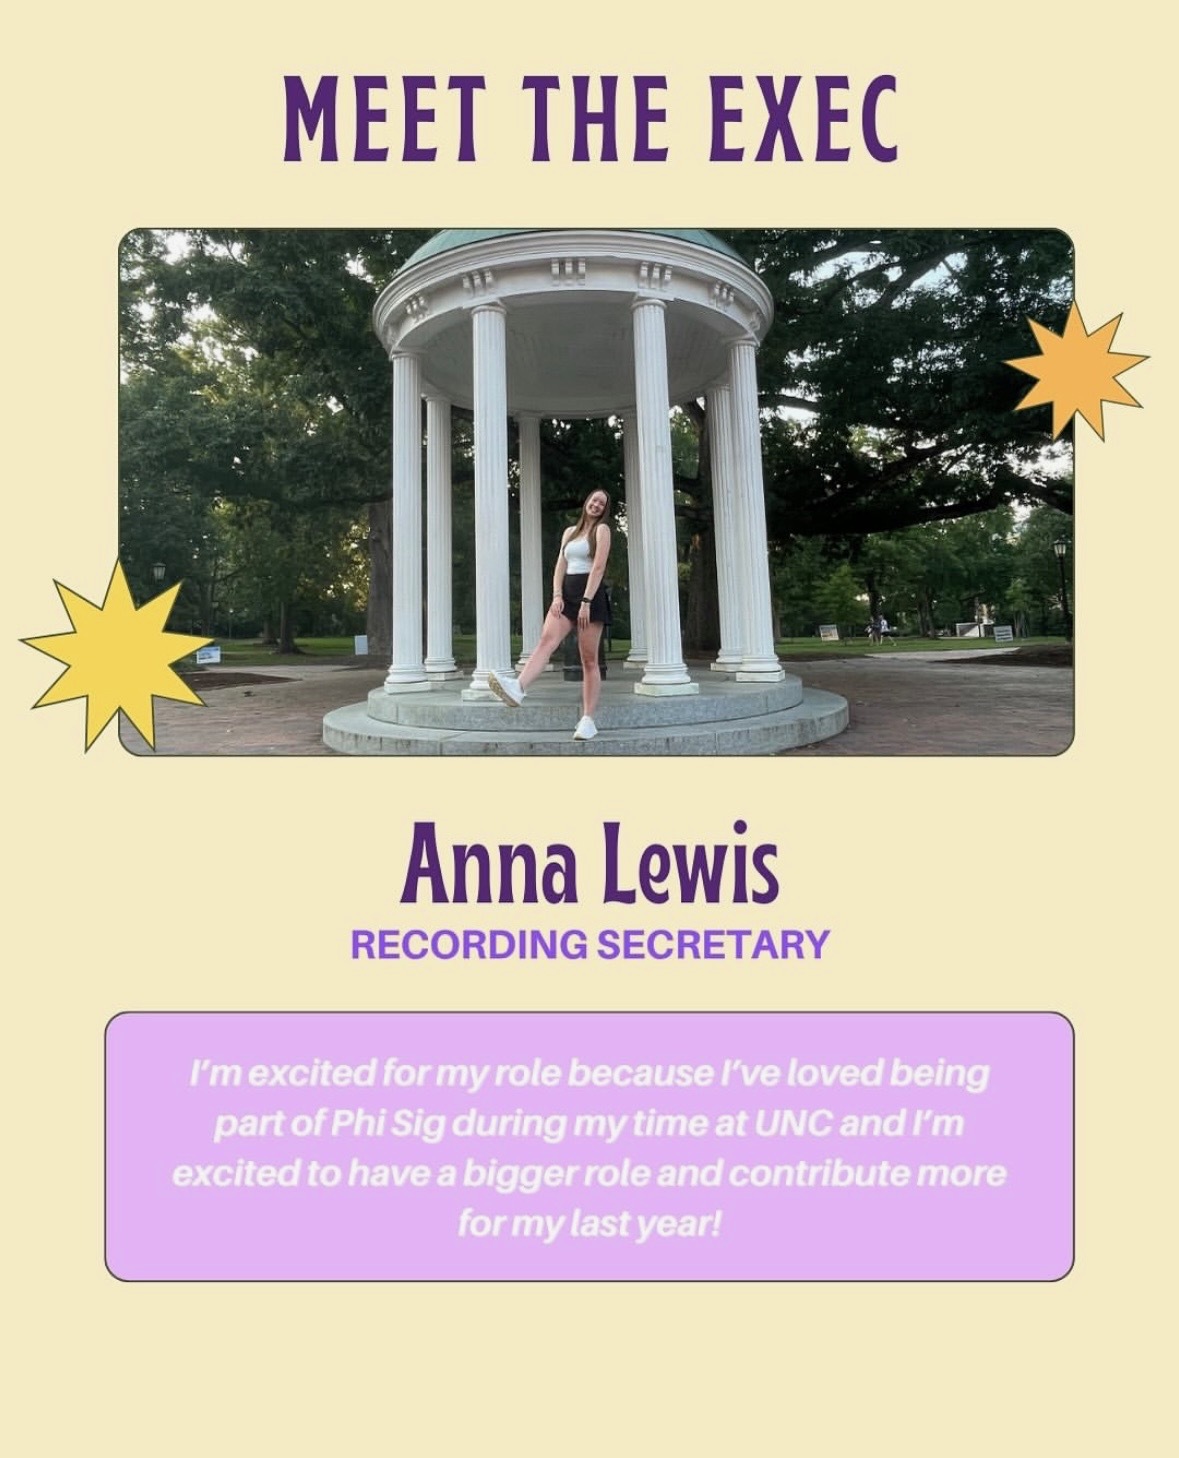 MEET THE EXEC
Anna Lewis
RECORDING SECRETARY
I'm excited for my role because I've loved being
part of Phi Sig during my time at UNC and I'm
excited to have a bigger role and contribute more
for my last year!